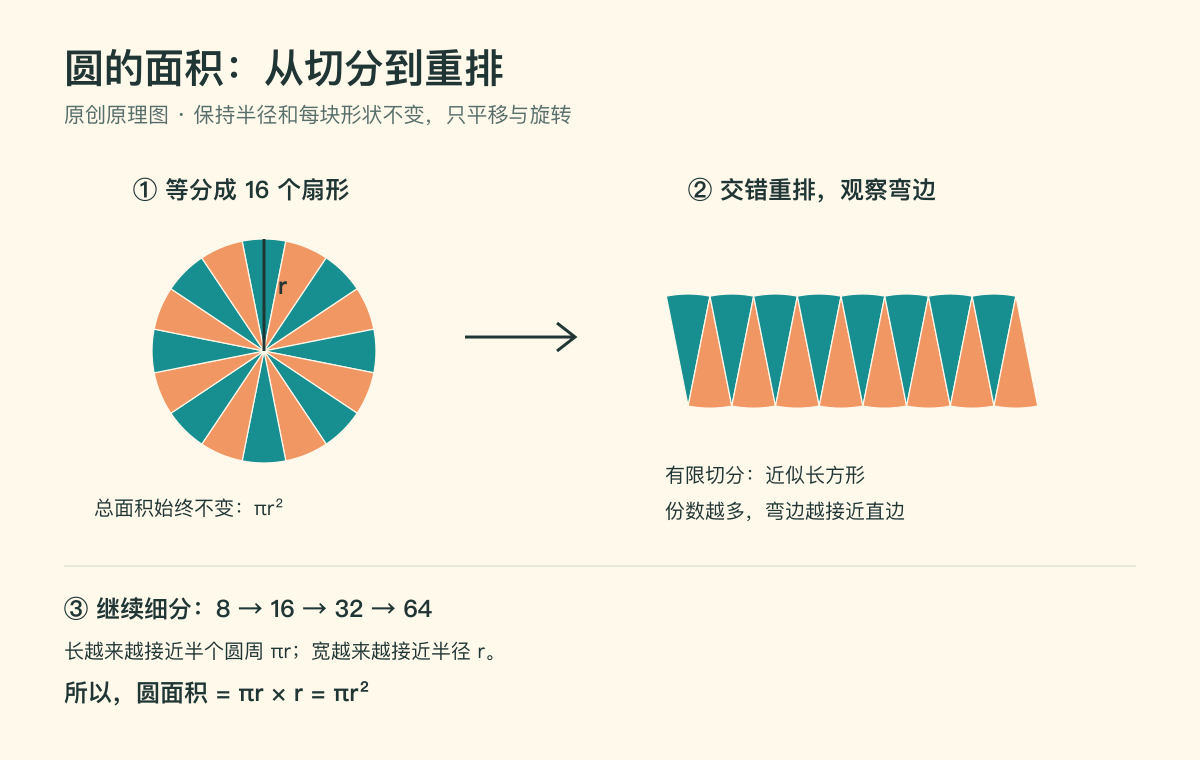 圆的面积：从切分到重排
原创原理图 · 保持半径和每块形状不变，只平移与旋转
① 等分成 16 个扇形
② 交错重排，观察弯边
r
总面积始终不变：πr²
有限切分：近似长方形
份数越多，弯边越接近直边
③ 继续细分：8 → 16 → 32 → 64
长越来越接近半个圆周 πr；宽越来越接近半径 r。
所以，圆面积 = πr × r = πr²